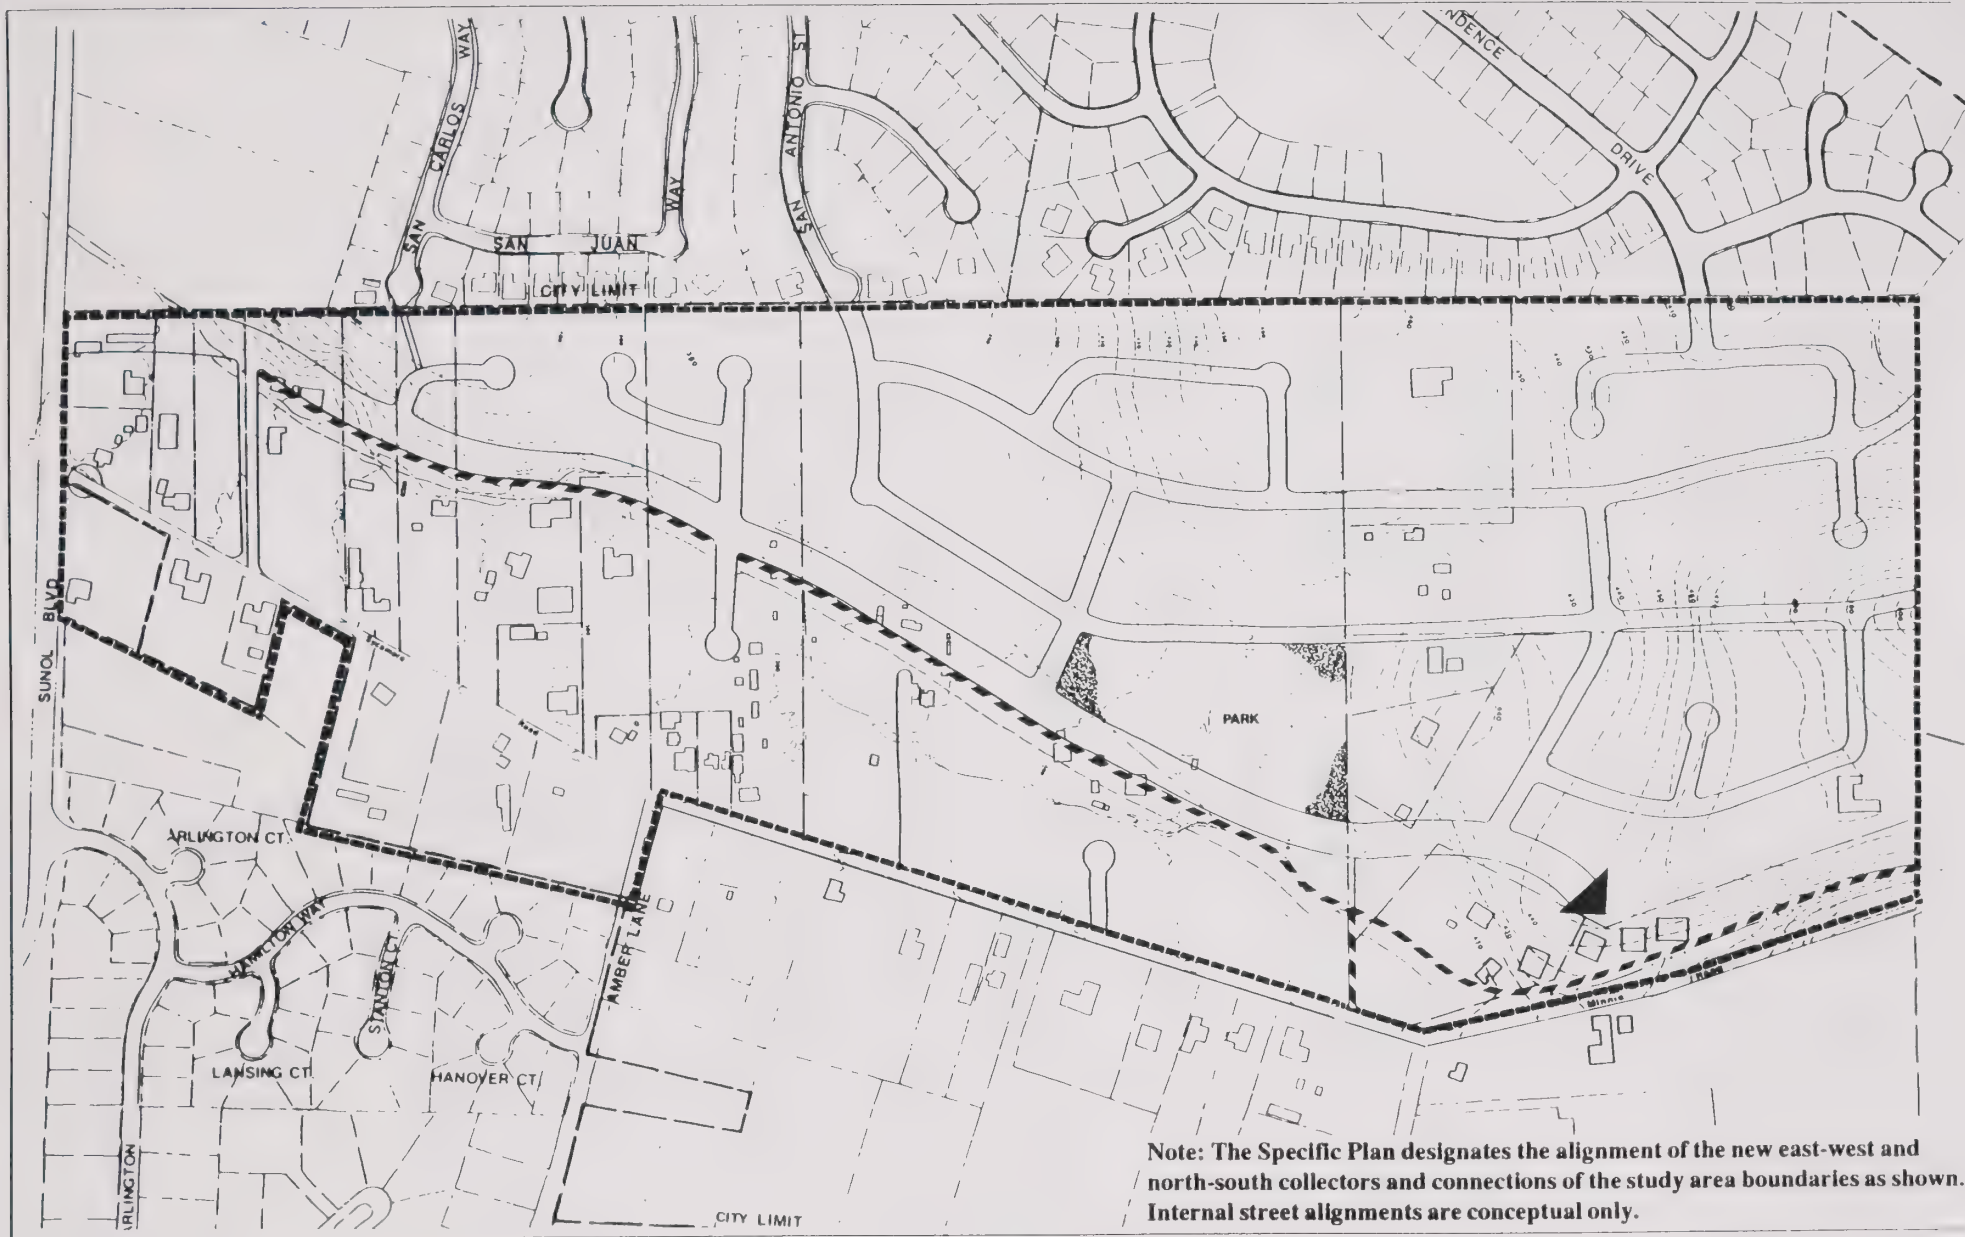 SAN CARLOS WAY
SAN JUAN WAY
SAN ANTONIO ST
NDENCE DRIVE
CITY LIMIT
SUNOL BLVD
PARK
ARLINGTON CT.
HAMILTON WAY
STANTON CT.
AMBER LANE
LANSING CT.
HANOVER CT.
ARLINGTON
Road
Minnie
CITY LIMIT
Note: The Specific Plan designates the alignment of the new east-west and
north-south collectors and connections of the study area boundaries as shown.
Internal street alignments are conceptual only.